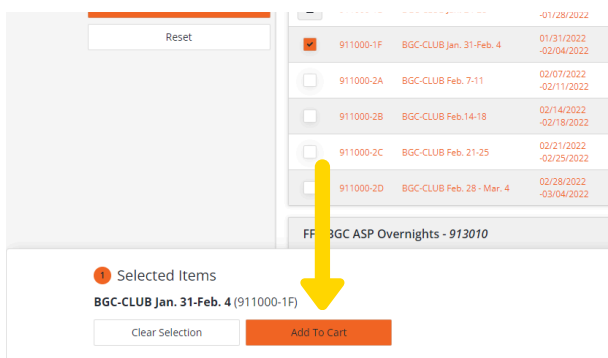 -01/28/2022
Reset
911000-1F BGC-CLUB Jan. 31-Feb. 4 01/31/2022
-02/04/2022
911000-2A BGC-CLUB Feb. 7-11 02/07/2022
-02/11/2022
911000-2B BGC-CLUB Feb.14-18 02/14/2022
-02/18/2022
911000-2C BGC-CLUB Feb. 21-25 02/21/2022
-02/25/2022
911000-2D BGC-CLUB Feb. 28 - Mar. 4 02/28/2022
-03/04/2022
BGC ASP Overnights - 913010
1 Selected Items
BGC-CLUB Jan. 31-Feb. 4 (911000-1F)
Clear Selection Add To Cart